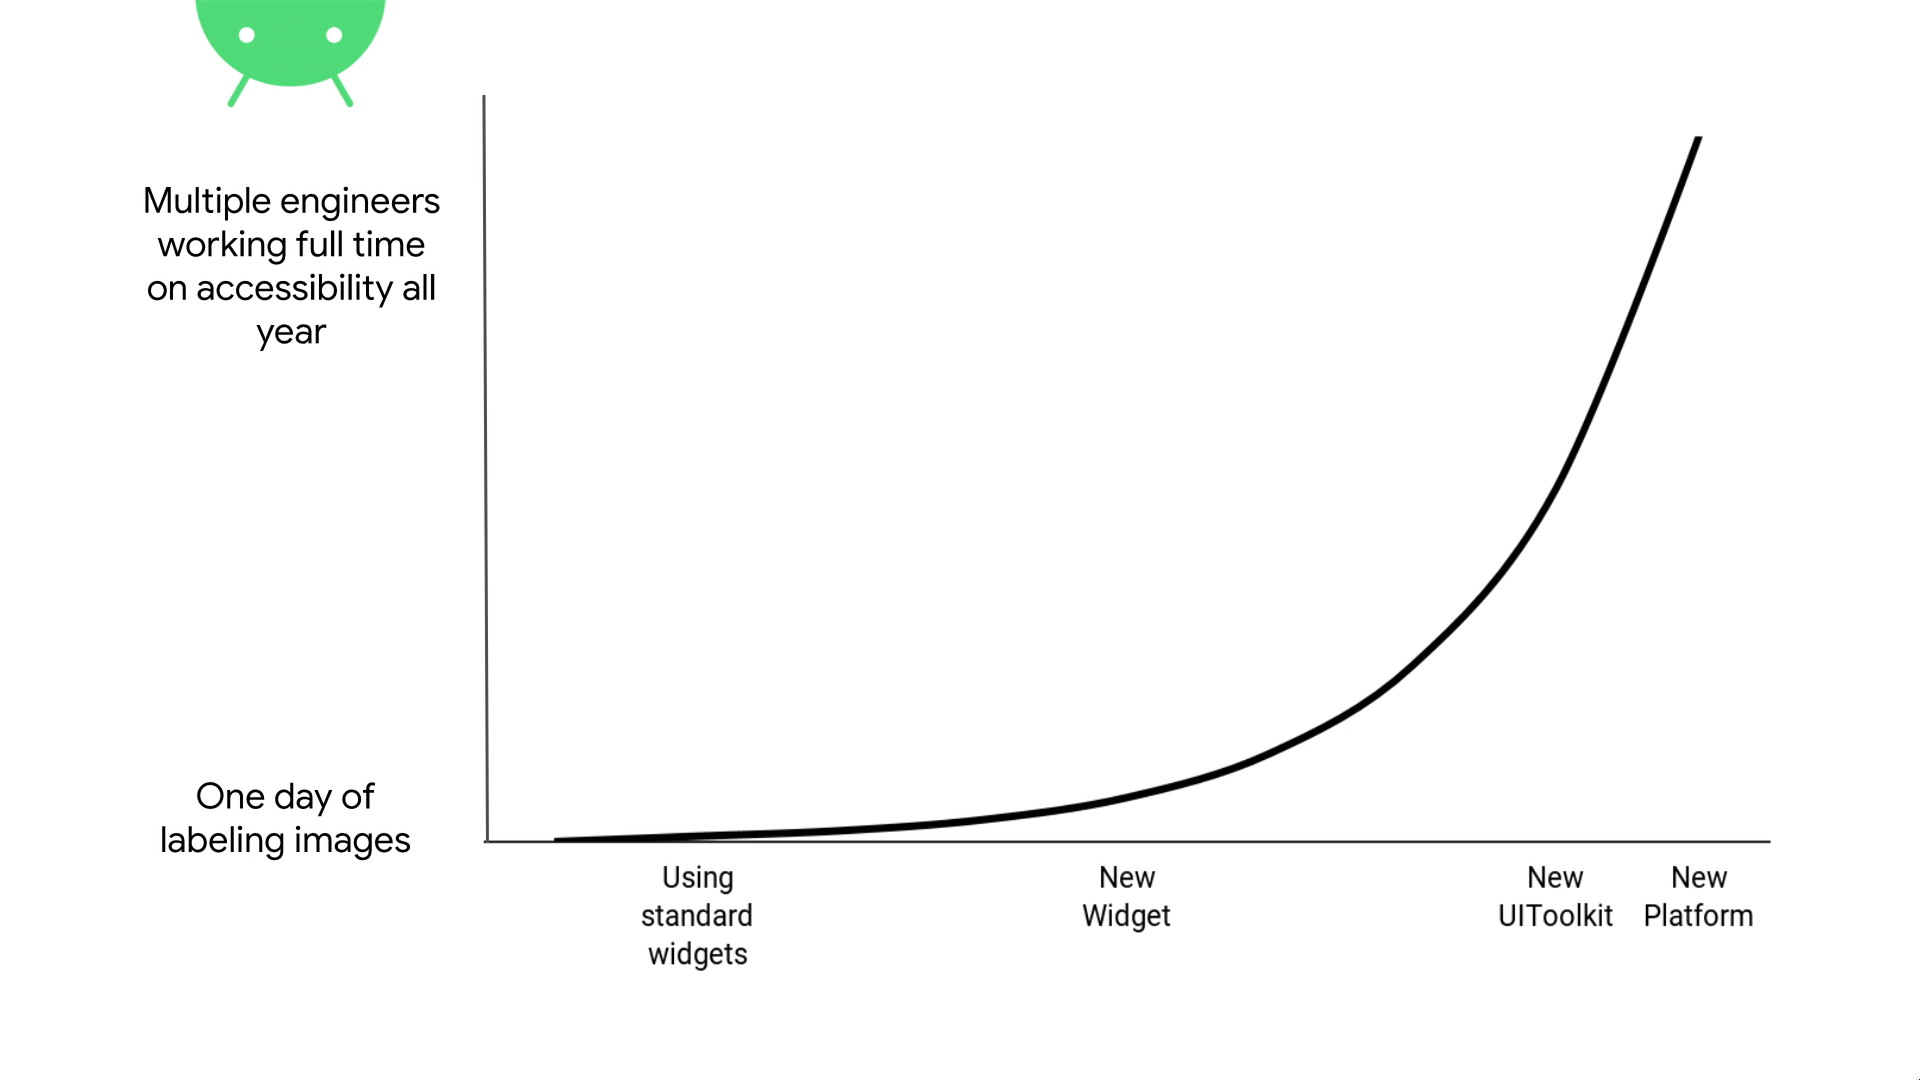 Multiple engineers
working full time
on accessibility all
year
One day of
labeling images
Using
standard
widgets
New
Widget
New
UIToolkit
New
Platform